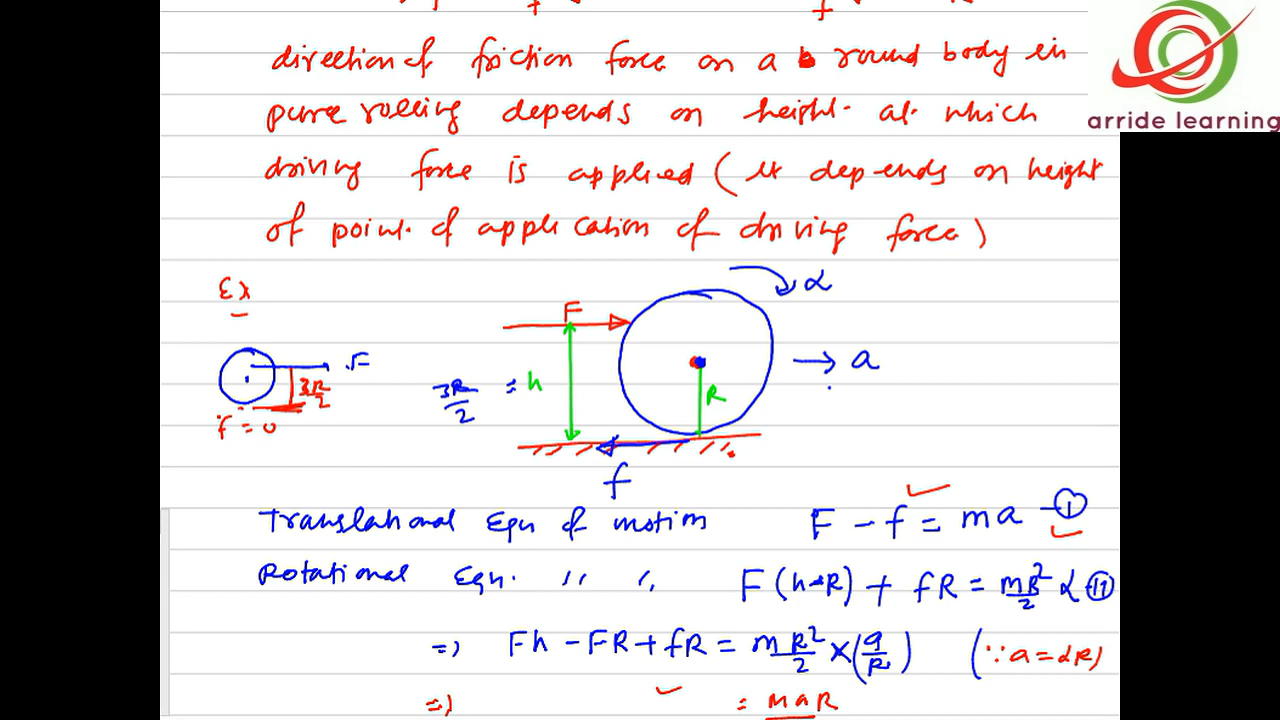 direction of friction force on a round body in
pure rolling depends on height at which
driving force is applied (It depends on height
of point of application of driving force)
arride learning
Ex
F
α
F
3R/2
3R/2 = h
R
a
f = 0
f
Translational Eqn of motion F - f = ma - ①
Rotational Eqn. " " F(h-R) + fR = mR²/2 α ⑪
=> Fh - FR + fR = mR²/2 × (a/R) (∵ a = αR)
=> = maR